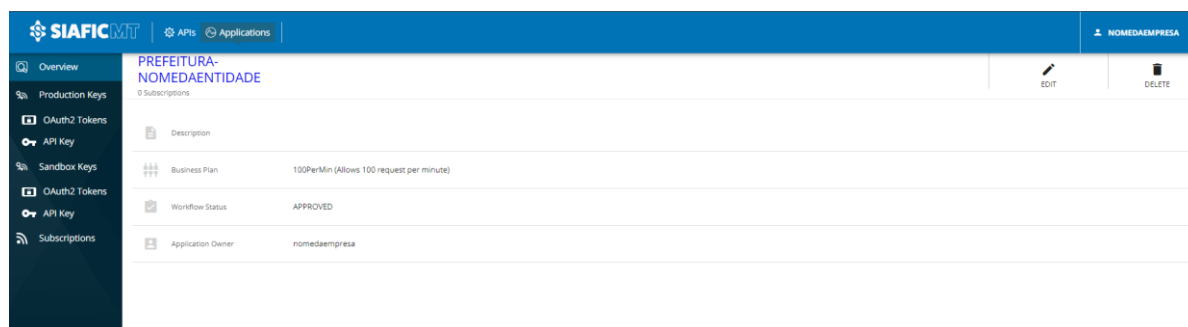 SIAFICMT
APIs
Applications
NOMEDAEMPRESA
Overview
Production Keys
OAuth2 Tokens
API Key
Sandbox Keys
OAuth2 Tokens
API Key
Subscriptions
PREFEITURA-
NOMEDAENTIDADE
0 Subscriptions
EDIT
DELETE
Description
Business Plan 100PerMin (Allows 100 request per minute)
Workflow Status APPROVED
Application Owner nomedaempresa